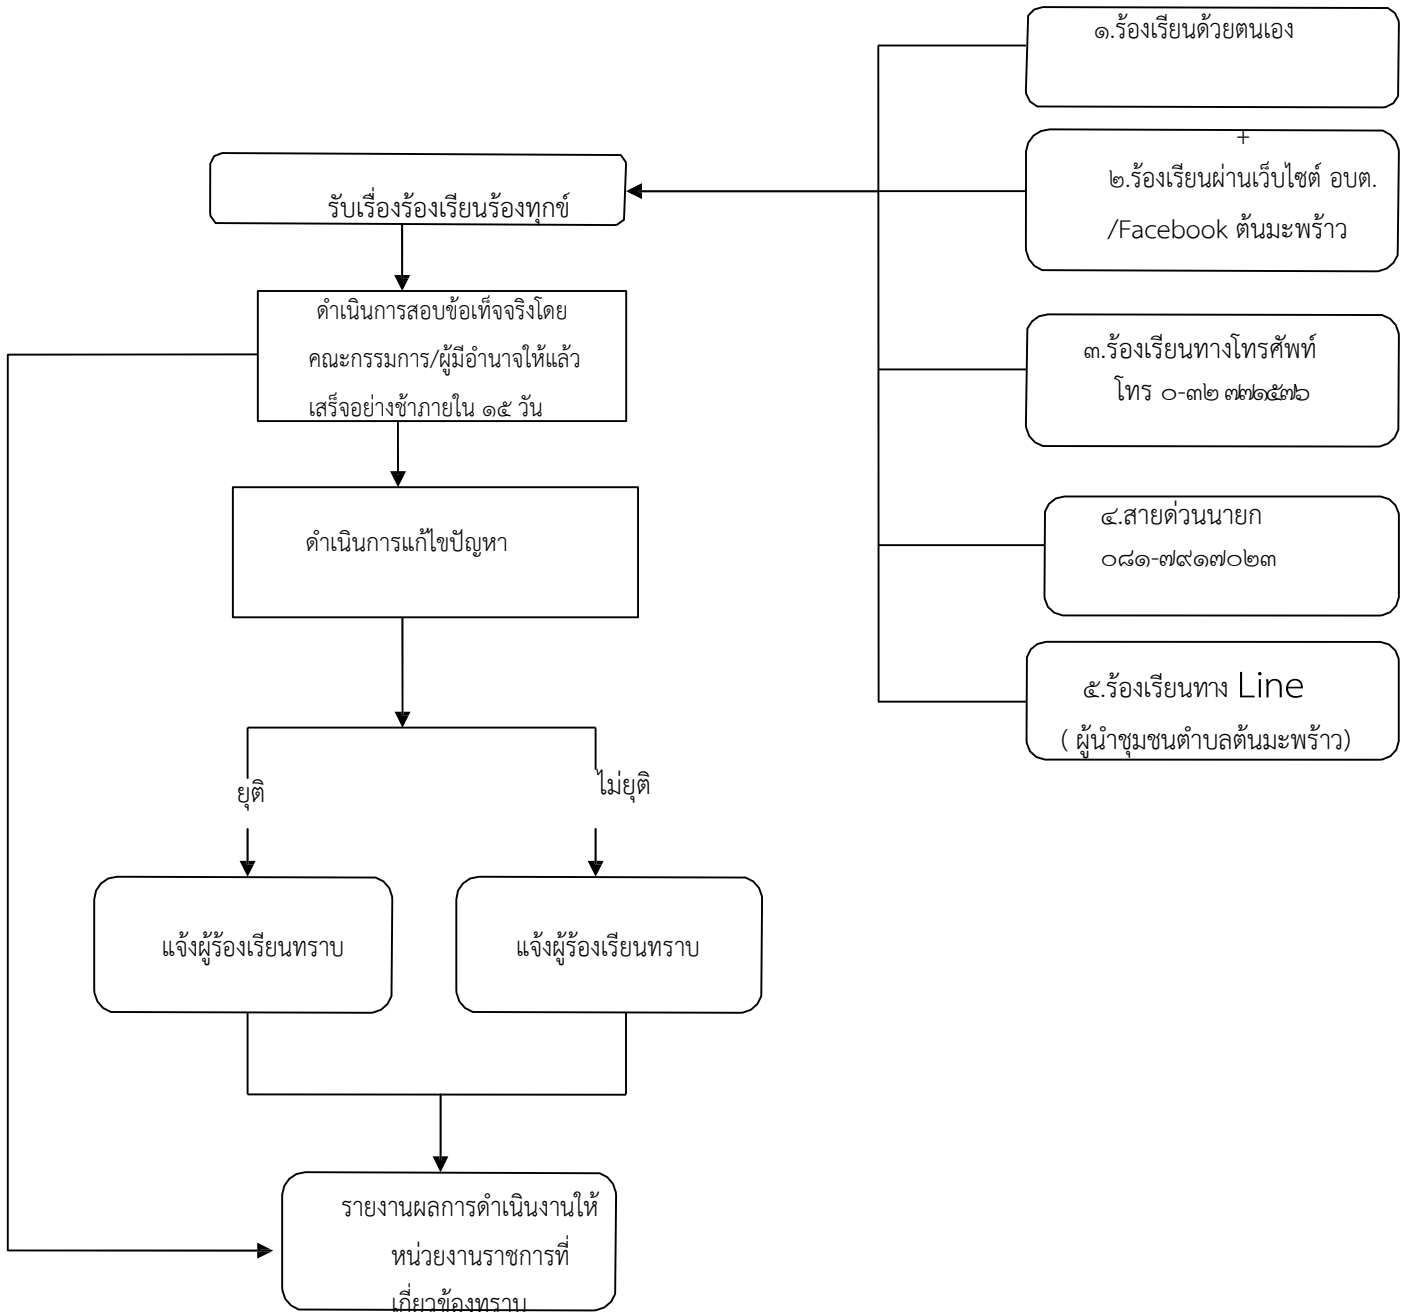 ๑.ร้องเรียนด้วยตนเอง
+
๒.ร้องเรียนผ่านเว็บไซต์ อบต.
/Facebook ต้นมะพร้าว
รับเรื่องร้องเรียนร้องทุกข์
ดำเนินการสอบข้อเท็จจริงโดย
คณะกรรมการ/ผู้มีอำนาจให้แล้ว
เสร็จอย่างช้าภายใน ๑๕ วัน
๓.ร้องเรียนทางโทรศัพท์
โทร ๐-๓๒
๔.สายด่วนนายก
๐๘๑-๗๙๑๗๐๒๓
ดำเนินการแก้ไขปัญหา
๕.ร้องเรียนทาง Line
( ผู้นำชุมชนตำบลต้นมะพร้าว)
ยุติ
ไม่ยุติ
แจ้งผู้ร้องเรียนทราบ
แจ้งผู้ร้องเรียนทราบ
รายงานผลการดำเนินงานให้
หน่วยงานราชการที่
เกี่ยวข้องทราบ